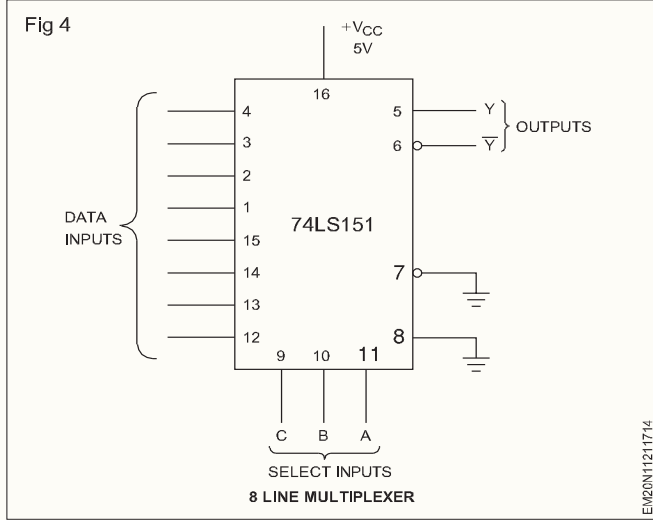 Fig 4
+VCC
5V
16
4
3
2
1
15
14
13
12
DATA
INPUTS
74LS151
5
Y
6
Y̅
OUTPUTS
7
8
9
10
11
C
B
A
SELECT INPUTS
8 LINE MULTIPLEXER
EM20N11211714